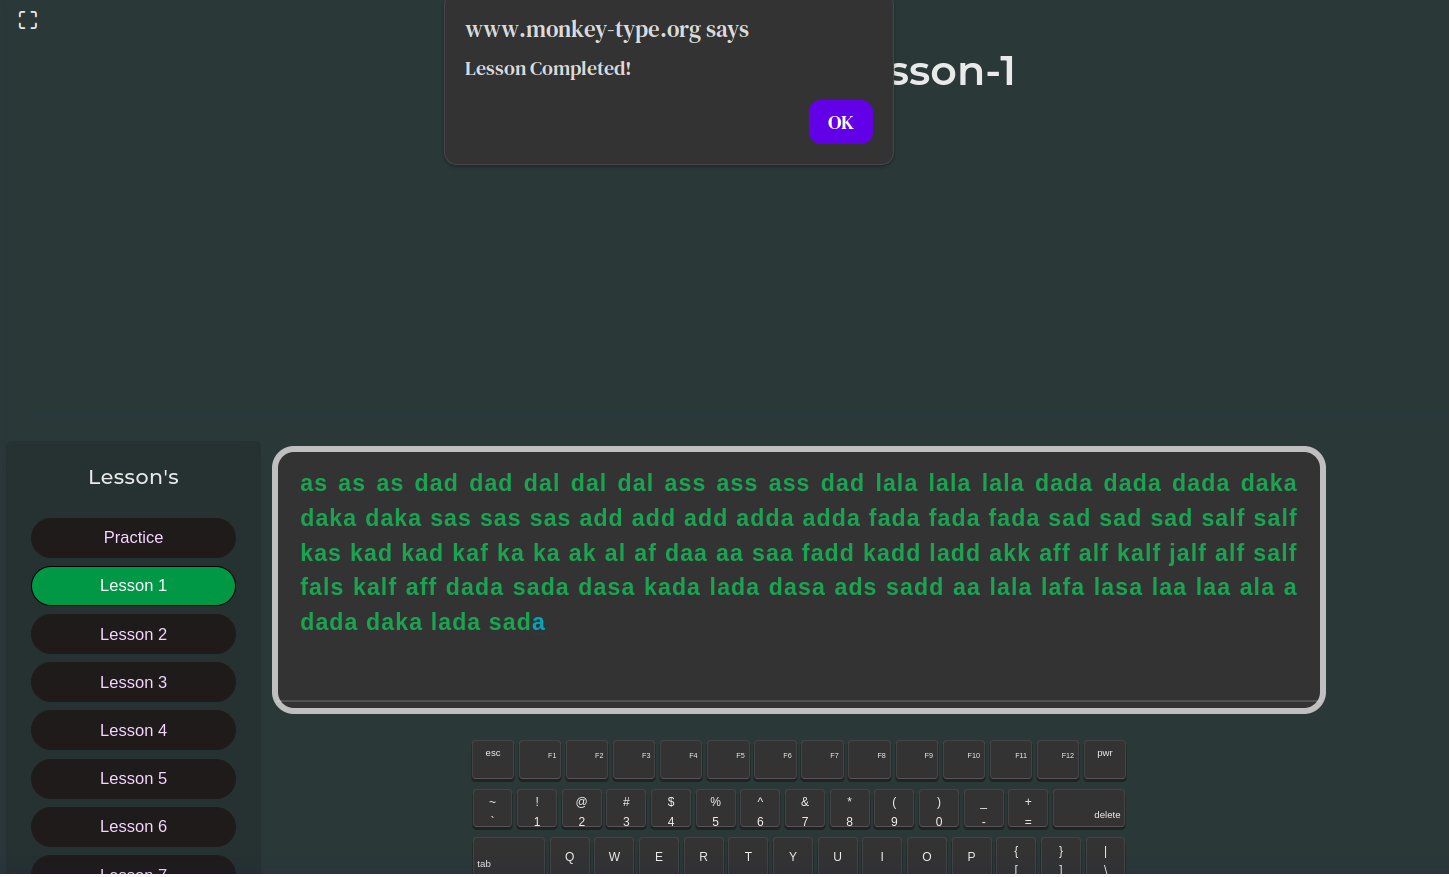 www.monkey-type.org says
Lesson Completed!
OK
sson-1
Lesson's
Practice
Lesson 1
Lesson 2
Lesson 3
Lesson 4
Lesson 5
Lesson 6
Lesson 7
as as as dad dad dal dal dal ass ass ass dad lala lala lala dada dada dada daka
daka daka sas sas sas add add add adda adda fada fada fada sad sad sad salf salf
kas kad kad kaf ka ka ak al af daa aa saa fadd kadd ladd akk aff alf kalf jalf alf salf
fals kalf aff dada sada dasa kada lada dasa ads sadd aa lala lafa lasa laa laa ala a
dada daka lada sada
esc F1 F2 F3 F4 F5 F6 F7 F8 F9 F10 F11 F12 pwr
~ ! @ # $ % ^ & * ( ) _ +
` 1 2 3 4 5 6 7 8 9 0 - = delete
tab Q W E R T Y U I O P { } |
[ ] \